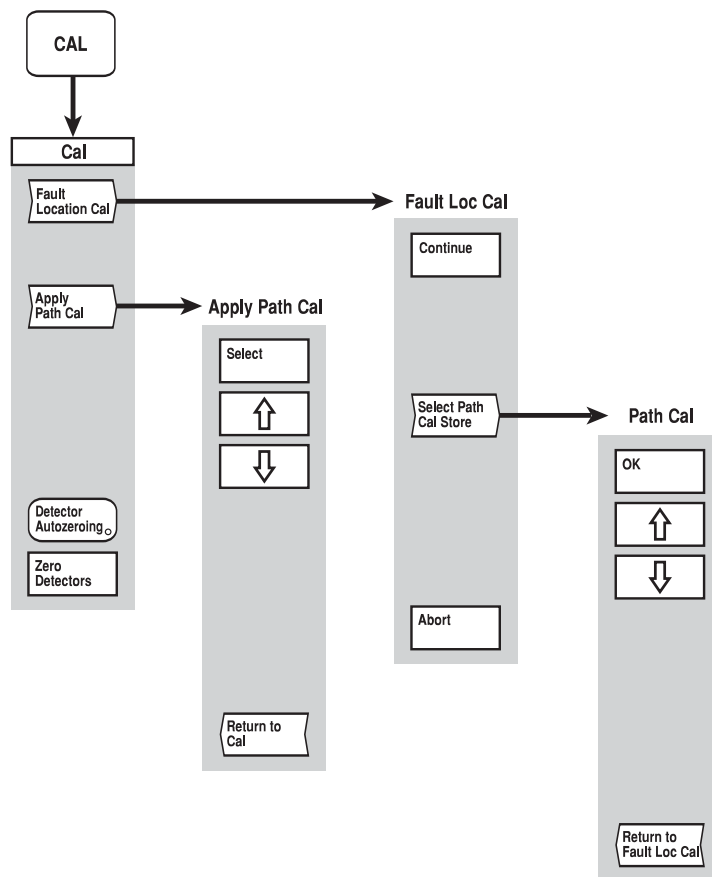 CAL
Cal
Fault
Location Cal
Apply
Path Cal
Detector
Autozeroing
Zero
Detectors
Apply Path Cal
Select
Return to
Cal
Fault Loc Cal
Continue
Select Path
Cal Store
Abort
Path Cal
OK
Return to
Fault Loc Cal